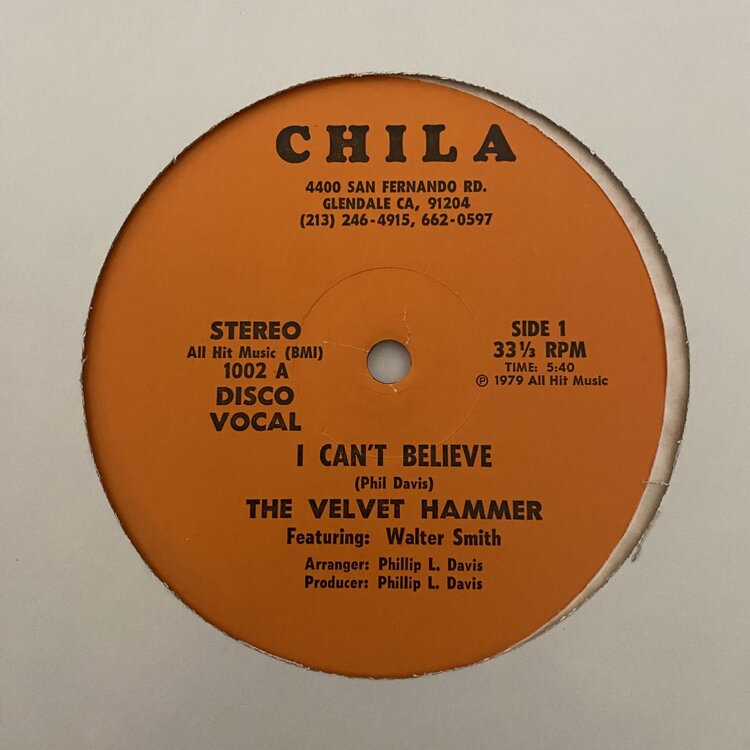 CHILA
4400 SAN FERNANDO RD.
GLENDALE CA, 91204
(213) 246-4915, 662-0597
STEREO
All Hit Music (BMI)
1002 A
DISCO
VOCAL
SIDE 1
33 ⅓ RPM
TIME: 5:40
℗ 1979 All Hit Music
I CAN'T BELIEVE
(Phil Davis)
THE VELVET HAMMER
Featuring: Walter Smith
Arranger: Phillip L. Davis
Producer: Phillip L. Davis